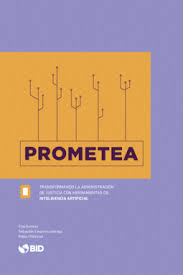 PROMETEA
TRANSFORMANDO LA ADMINISTRACIÓN
DE JUSTICIA CON HERRAMIENTAS DE
INTELIGENCIA ARTIFICIAL
BID